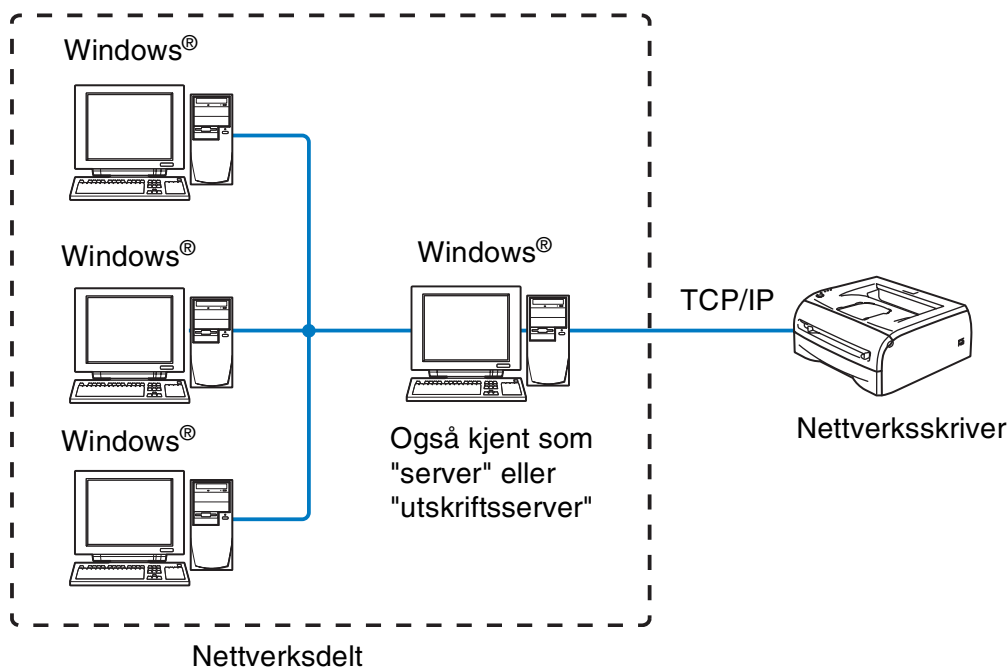 Windows®
Windows®
Windows®
Windows®
Også kjent som
"server" eller
"utskriftsserver"
TCP/IP
Nettverksskriver
Nettverksdelt